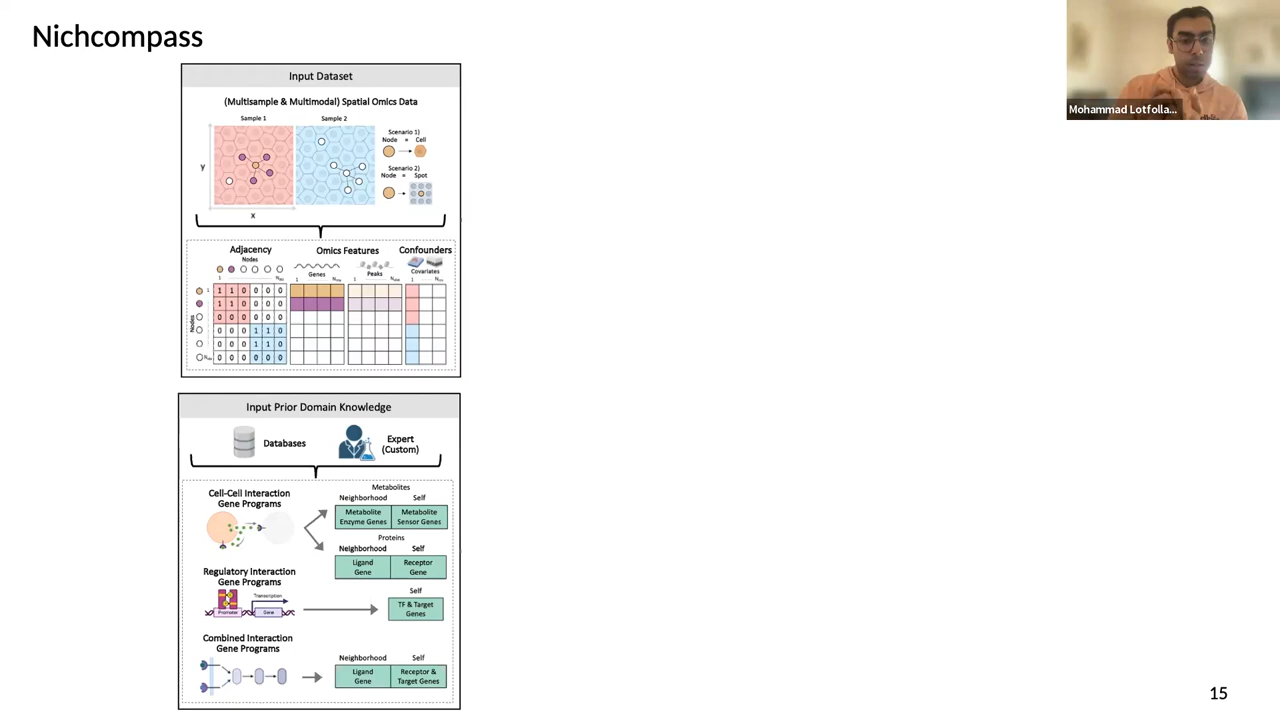 Nichcompass
Mohammad Lotfolla...
Input Dataset
(Multisample & Multimodal) Spatial Omics Data
Sample 1
Sample 2
y
x
Scenario 1)
Node = Cell
Scenario 2)
Node = Spot
Adjacency
Nodes
Omics Features
Confounders
Genes
Peaks
Covariates
Nodes
1 1 0 0 0 0
1 1 0 0 0 0
0 0 0 0 0 0
0 0 0 1 1 0
0 0 0 1 1 0
0 0 0 0 0 0
Input Prior Domain Knowledge
Databases
Expert
(Custom)
Cell-Cell Interaction
Gene Programs
Metabolites
Neighborhood Self
Metabolite
Enzyme Genes
Metabolite
Sensor Genes
Proteins
Neighborhood Self
Ligand
Gene
Receptor
Gene
Regulatory Interaction
Gene Programs
Transcription
Promoter
Gene
Self
TF & Target
Genes
Combined Interaction
Gene Programs
Neighborhood Self
Ligand
Gene
Receptor &
Target Genes
15